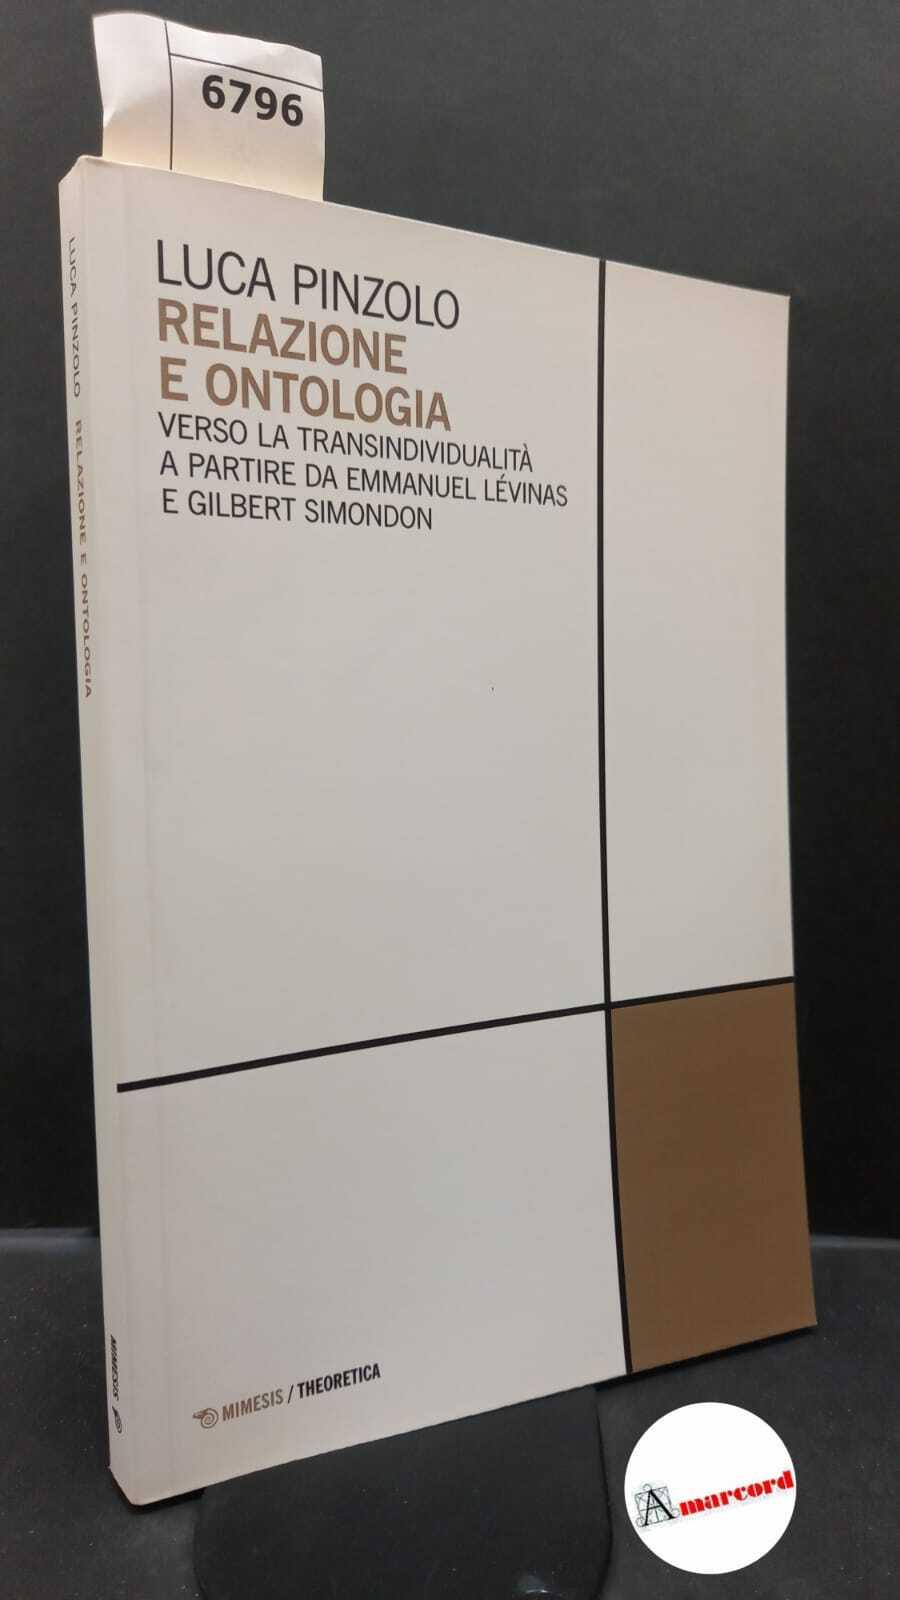 6796
LUCA PINZOLO
RELAZIONE
E ONTOLOGIA
VERSO LA TRANSINDIVIDUALITÀ
A PARTIRE DA EMMANUEL LÉVINAS
E GILBERT SIMONDON
LUCA PINZOLO RELAZIONE E ONTOLOGIA
MIMESIS
MIMESIS / THEORETICA
Amarcord